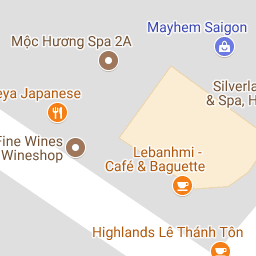 Mayhem Saigon
Mộc Hương Spa 2A
Silverla
& Spa, H
eya Japanese
Fine Wines
Wineshop
Lebanhmi -
Café & Baguette
Highlands Lê Thánh Tôn